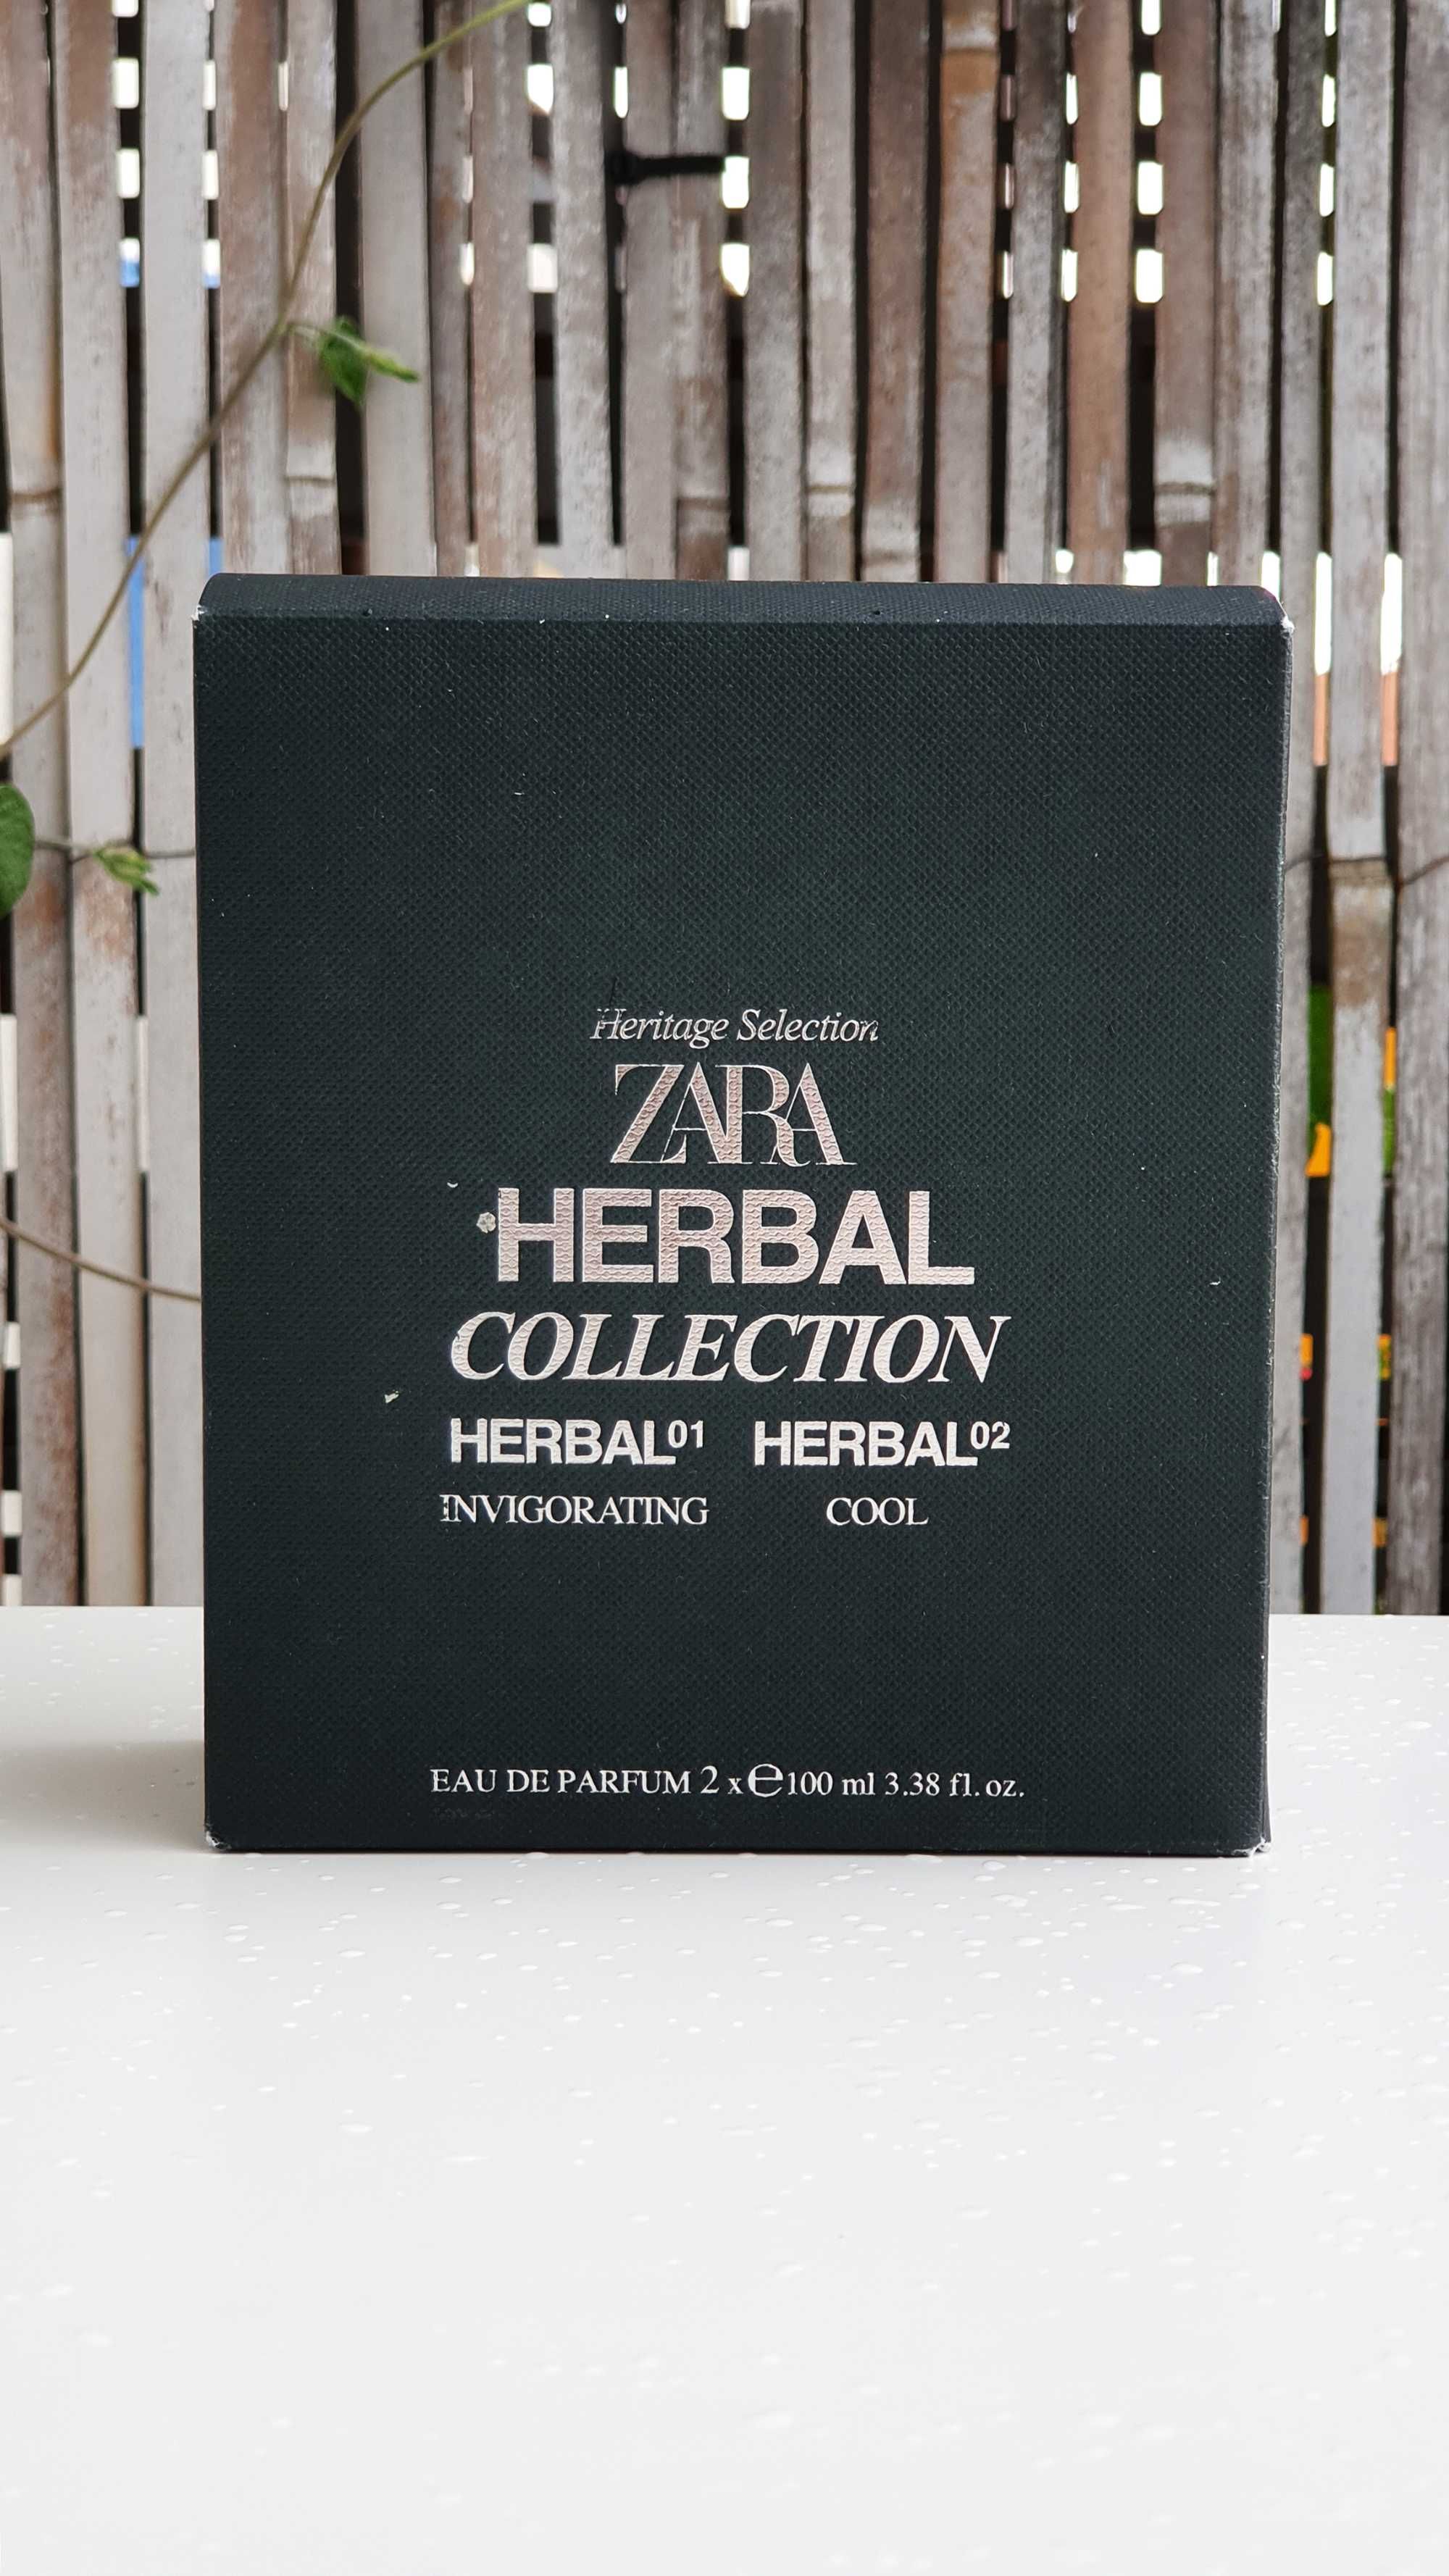 Heritage Selection
ZARA
HERBAL
COLLECTION
HERBAL⁰¹ HERBAL⁰²
INVIGORATING COOL
EAU DE PARFUM 2 x ℮ 100 ml 3.38 fl. oz.